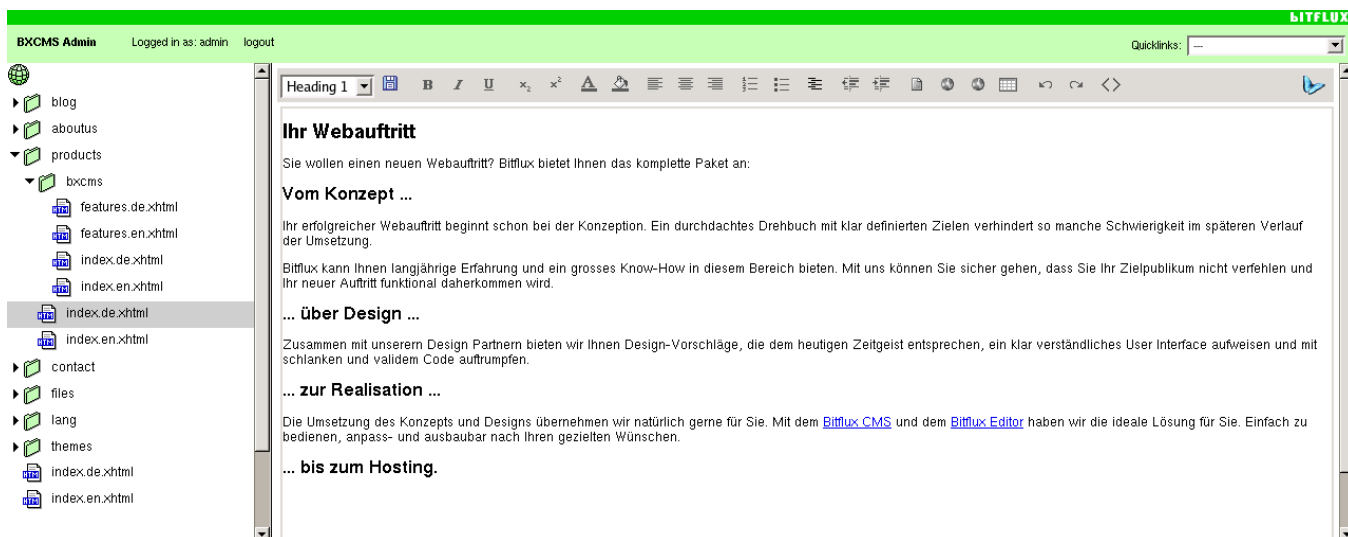 bITFLUX
BXCMS Admin Logged in as: admin logout Quicklinks: ---
blog
aboutus
products
bxcms
features.de.xhtml
features.en.xhtml
index.de.xhtml
index.en.xhtml
index.de.xhtml
index.en.xhtml
contact
files
lang
themes
index.de.xhtml
index.en.xhtml
Heading 1 B I U x₂ x² A
Ihr Webauftritt
Sie wollen einen neuen Webauftritt? Bitflux bietet Ihnen das komplette Paket an:
Vom Konzept ...
Ihr erfolgreicher Webauftritt beginnt schon bei der Konzeption. Ein durchdachtes Drehbuch mit klar definierten Zielen verhindert so manche Schwierigkeit im späteren Verlauf
der Umsetzung.
Bitflux kann Ihnen langjährige Erfahrung und ein grosses Know-How in diesem Bereich bieten. Mit uns können Sie sicher gehen, dass Sie Ihr Zielpublikum nicht verfehlen und
Ihr neuer Auftritt funktional daherkommen wird.
... über Design ...
Zusammen mit unserern Design Partnern bieten wir Ihnen Design-Vorschläge, die dem heutigen Zeitgeist entsprechen, ein klar verständliches User Interface aufweisen und mit
schlanken und validem Code auftrumpfen.
... zur Realisation ...
Die Umsetzung des Konzepts und Designs übernehmen wir natürlich gerne für Sie. Mit dem Bitflux CMS und dem Bitflux Editor haben wir die ideale Lösung für Sie. Einfach zu
bedienen, anpass- und ausbaubar nach Ihren gezielten Wünschen.
... bis zum Hosting.